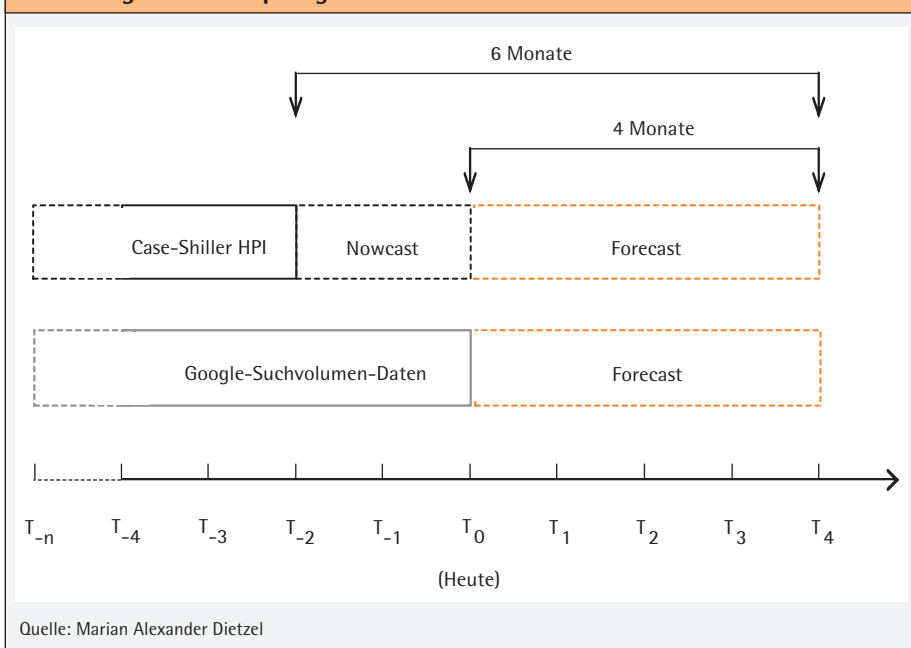 6 Monate
4 Monate
Case-Shiller HPI Nowcast Forecast
Google-Suchvolumen-Daten Forecast
T-n T-4 T-3 T-2 T-1 T0 T1 T2 T3 T4
(Heute)
Quelle: Marian Alexander Dietzel